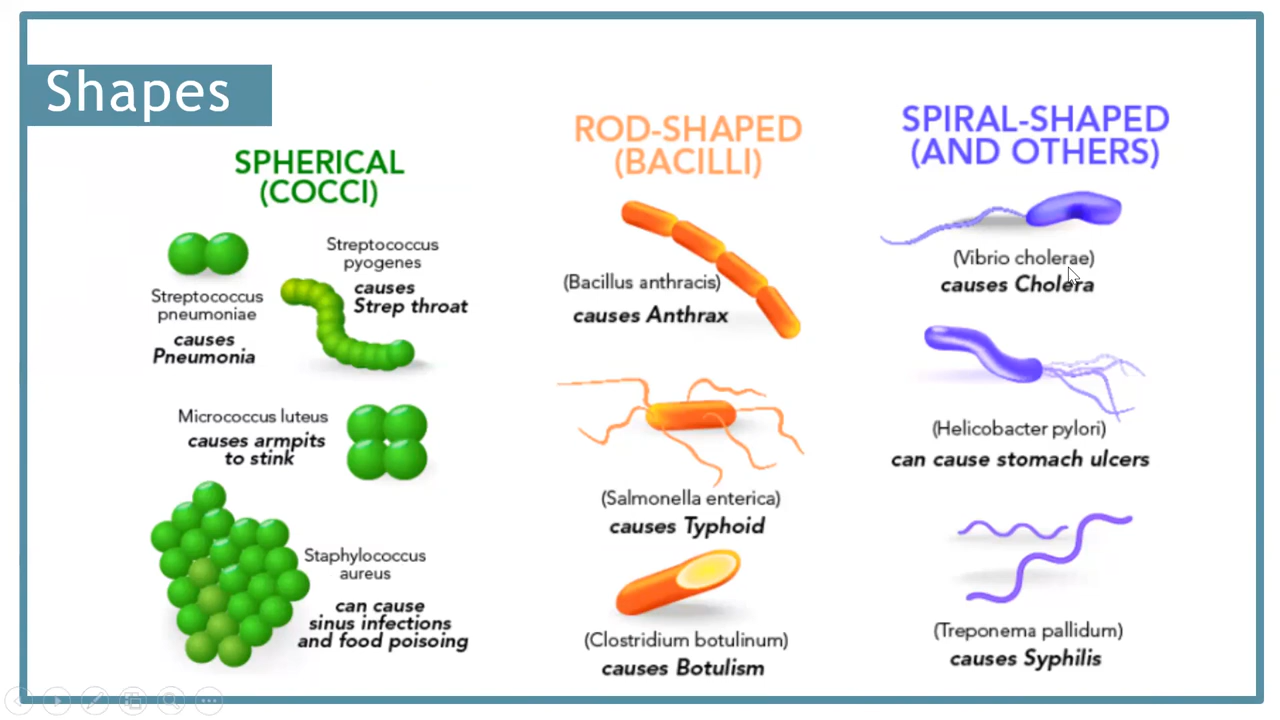 Shapes
SPHERICAL
(COCCI)
Streptococcus
pneumoniae
causes
Pneumonia
Streptococcus
pyogenes
causes
Strep throat
Micrococcus luteus
causes armpits
to stink
Staphylococcus
aureus
can cause
sinus infections
and food poisoning
ROD-SHAPED
(BACILLI)
(Bacillus anthracis)
causes Anthrax
(Salmonella enterica)
causes Typhoid
(Clostridium botulinum)
causes Botulism
SPIRAL-SHAPED
(AND OTHERS)
(Vibrio cholerae)
causes Cholera
(Helicobacter pylori)
can cause stomach ulcers
(Treponema pallidum)
causes Syphilis